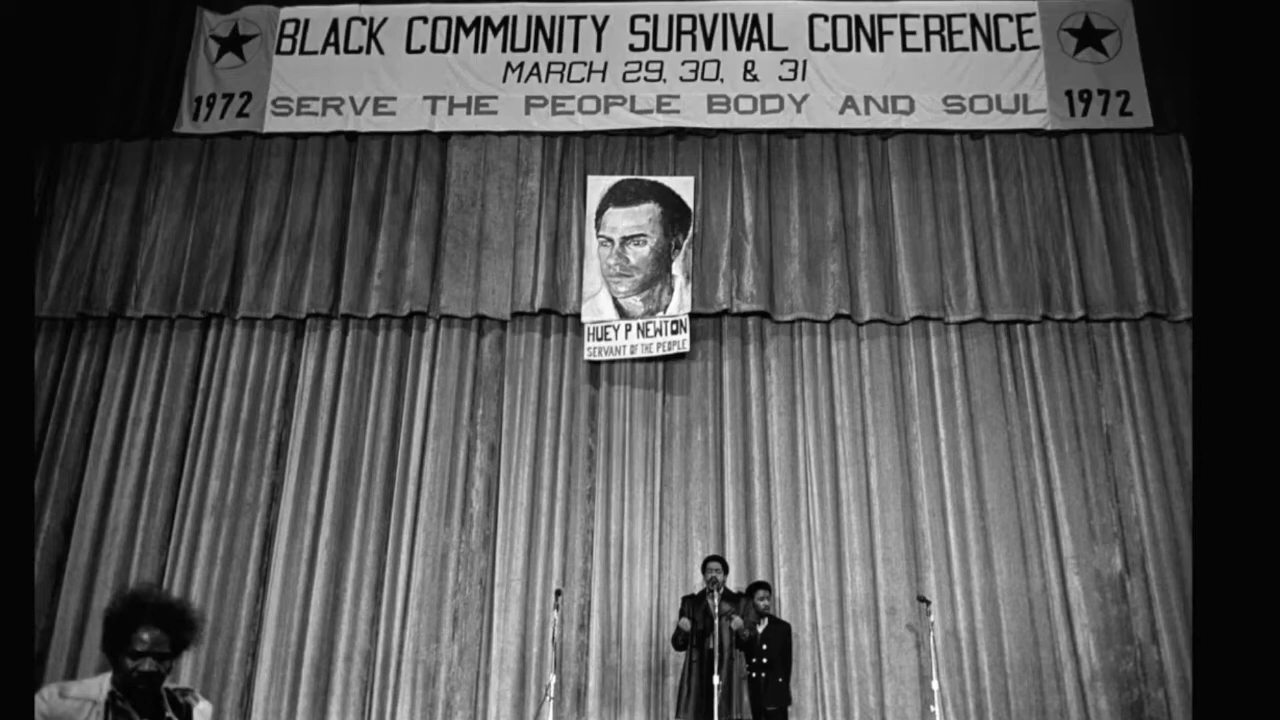 BLACK COMMUNITY SURVIVAL CONFERENCE
MARCH 29, 30, & 31
1972 SERVE THE PEOPLE BODY AND SOUL 1972
HUEY P NEWTON
SERVANT OF THE PEOPLE